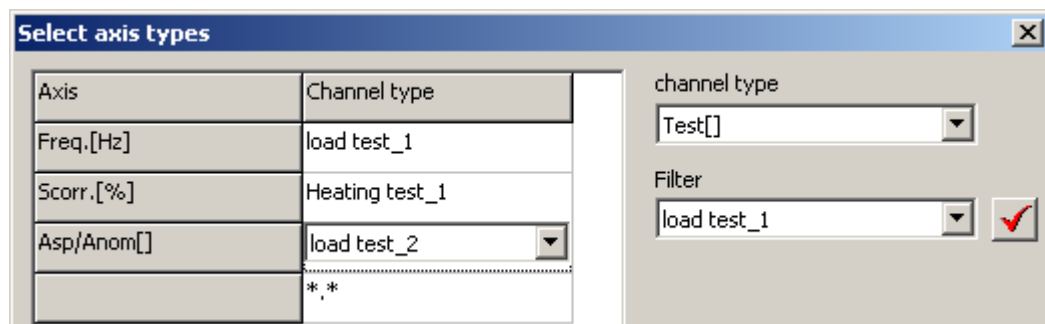 Select axis types
Axis Channel type
Freq.[Hz] load test_1
Scorr.[%] Heating test_1
Asp/Anom[] load test_2
*.*
channel type
Test[]
Filter
load test_1